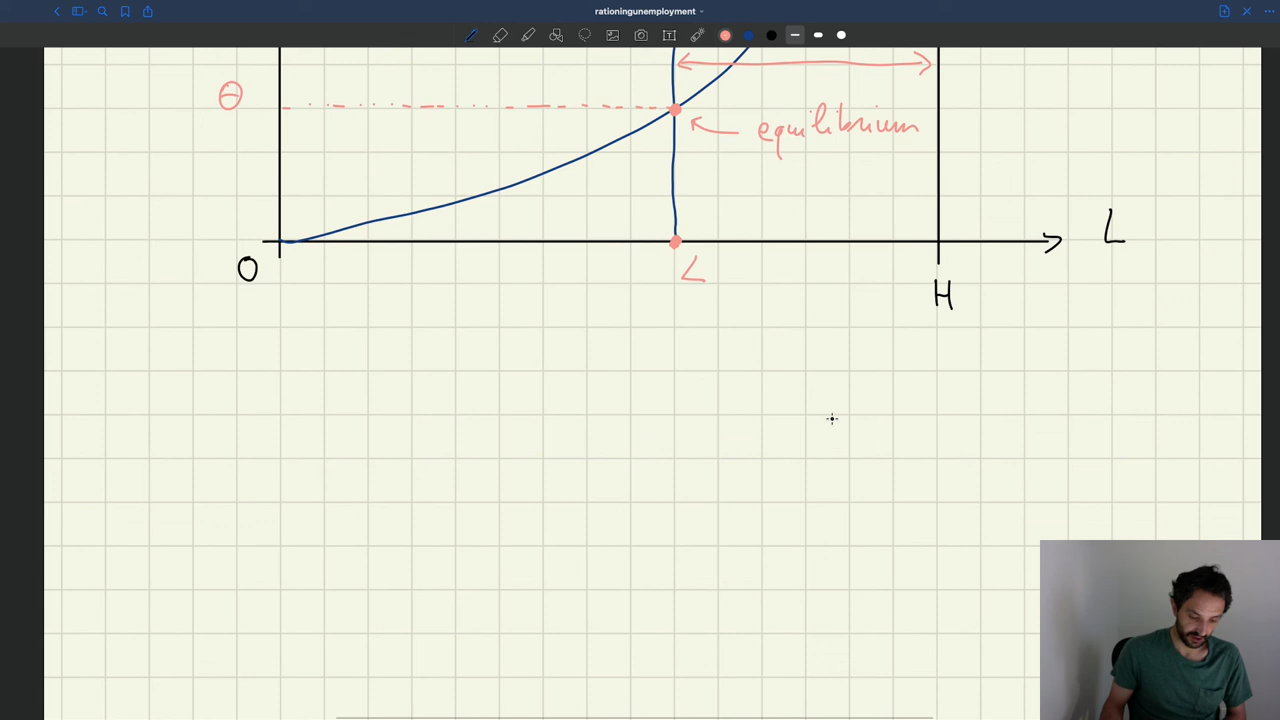 rationingunemployment
θ
equilibrium
L
O
L
H